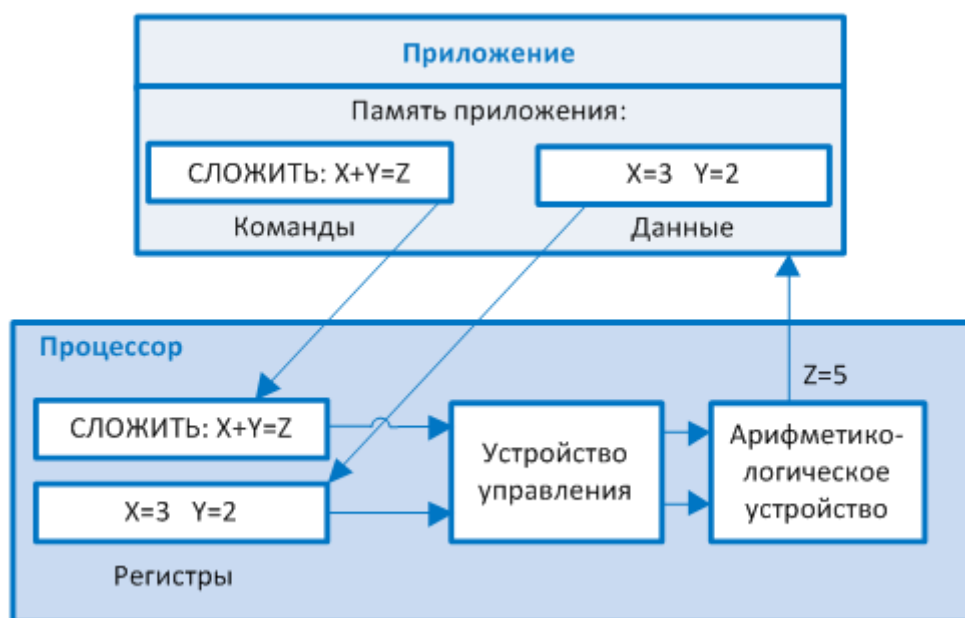 Приложение
Память приложения:
СЛОЖИТЬ: X+Y=Z
X=3 Y=2
Команды
Данные
Процессор
Z=5
СЛОЖИТЬ: X+Y=Z
X=3 Y=2
Регистры
Устройство
управления
Арифметико-
логическое
устройство